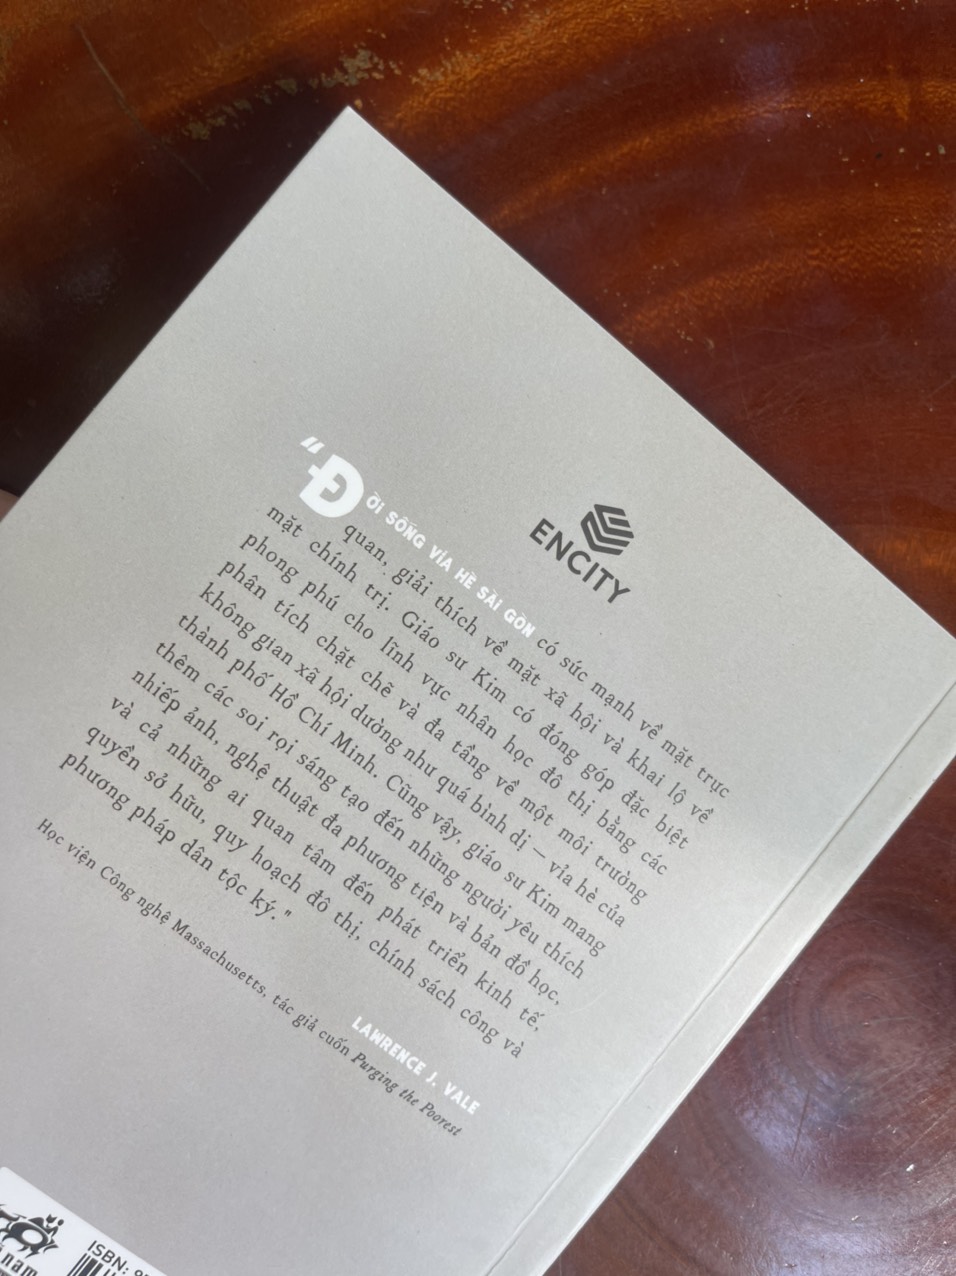 ENCITY
"ĐỜI SỐNG VỈA HÈ SÀI GÒN có sức mạnh về mặt trực
quan, giải thích về mặt xã hội và khai lộ về
mặt chính trị. Giáo sư Kim có đóng góp đặc biệt
phong phú cho lĩnh vực nhân học đô thị bằng các
phân tích chặt chẽ và đa tầng về một môi trường
không gian xã hội dường như quá bình dị – vỉa hè của
thành phố Hồ Chí Minh. Cũng vậy, giáo sư Kim mang
thêm các soi rọi sáng tạo đến những người yêu thích
nhiếp ảnh, nghệ thuật đa phương tiện và bản đồ học,
và cả những ai quan tâm đến phát triển kinh tế,
quyền sở hữu, quy hoạch đô thị, chính sách công và
phương pháp dân tộc ký."
LAWRENCE J. VALE
Học viện Công nghệ Massachusetts, tác giả cuốn Purging the Poorest
nam
ISBN: